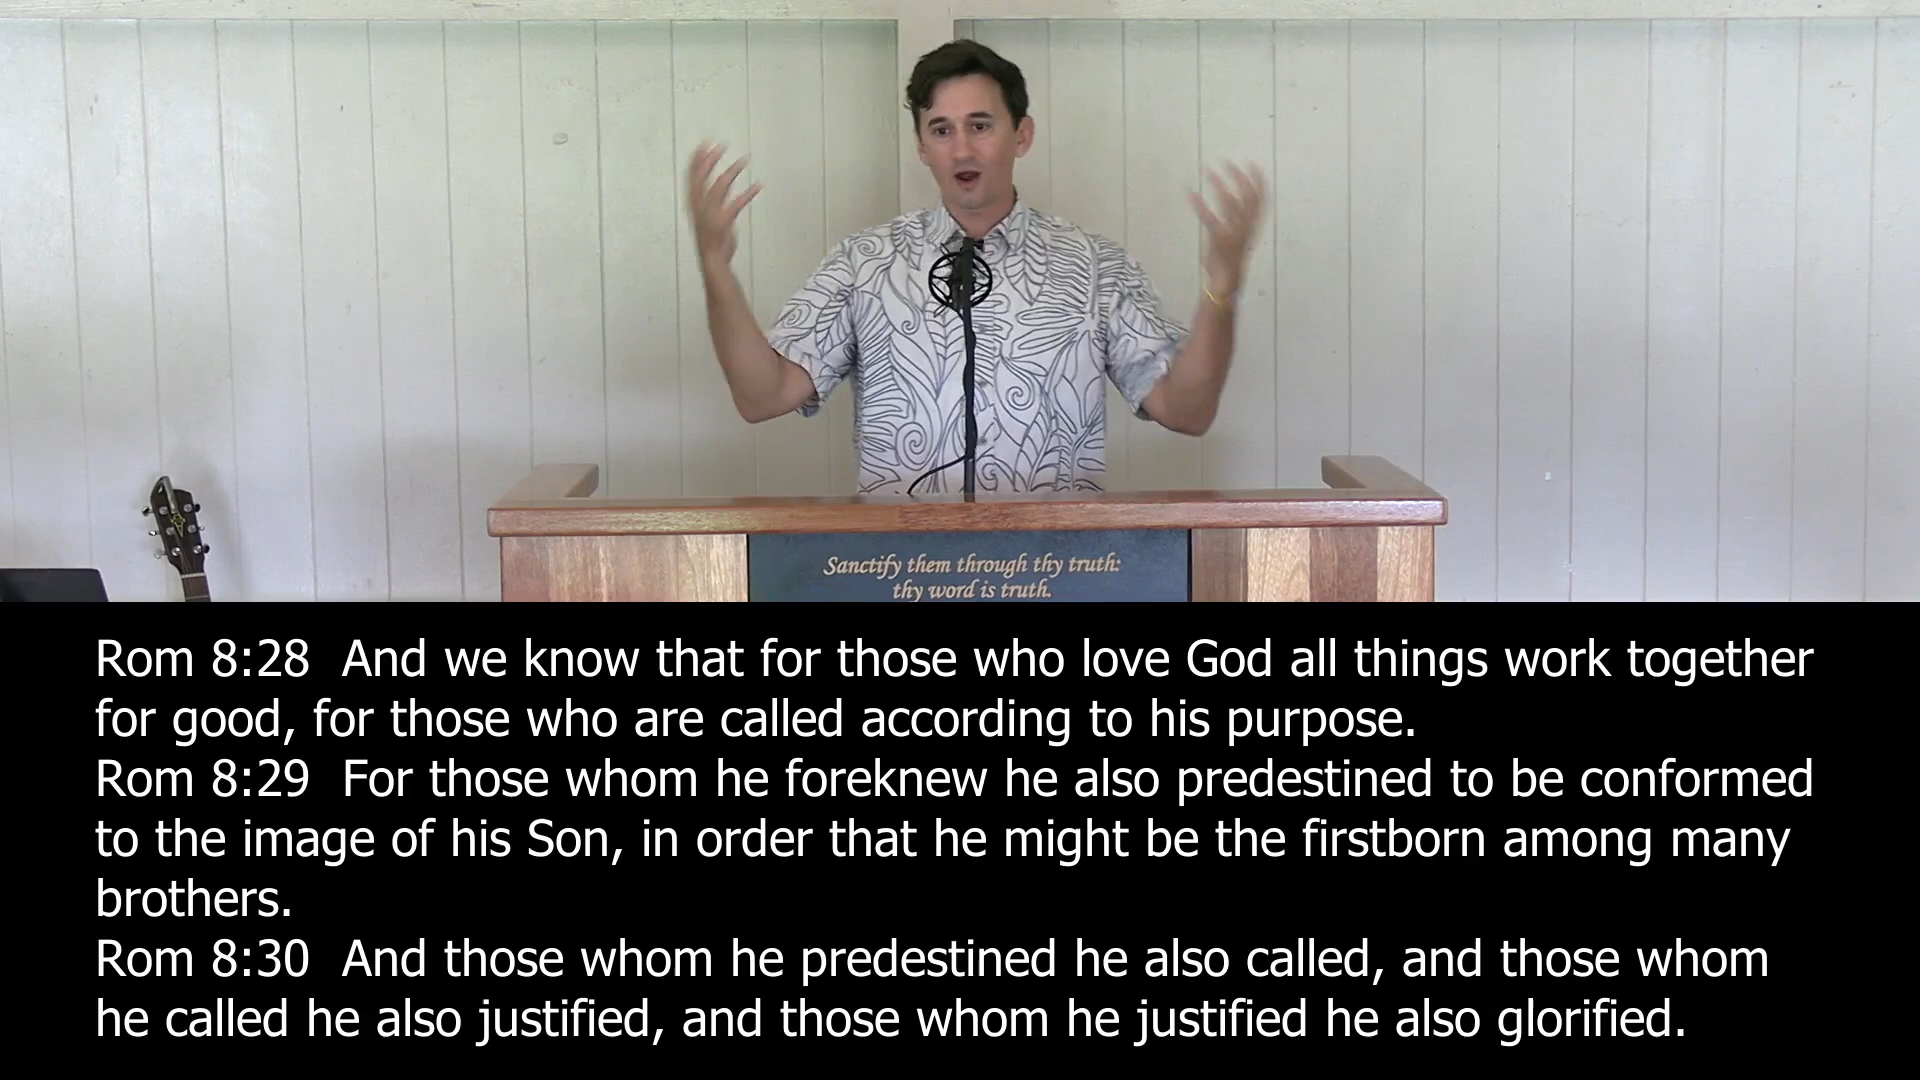 Sanctify them through thy truth:
thy word is truth.
Rom 8:28  And we know that for those who love God all things work together
for good, for those who are called according to his purpose.
Rom 8:29  For those whom he foreknew he also predestined to be conformed
to the image of his Son, in order that he might be the firstborn among many
brothers.
Rom 8:30  And those whom he predestined he also called, and those whom
he called he also justified, and those whom he justified he also glorified.